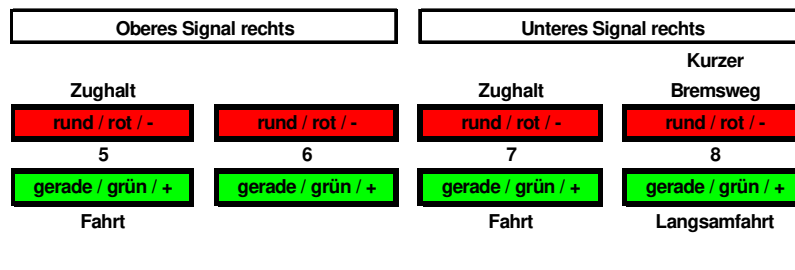 Oberes Signal rechts Unteres Signal rechts
Kurzer
Zughalt Zughalt Bremsweg
rund / rot / - rund / rot / - rund / rot / - rund / rot / -
5 6 7 8
gerade / grün / + gerade / grün / + gerade / grün / + gerade / grün / +
Fahrt Fahrt Langsamfahrt